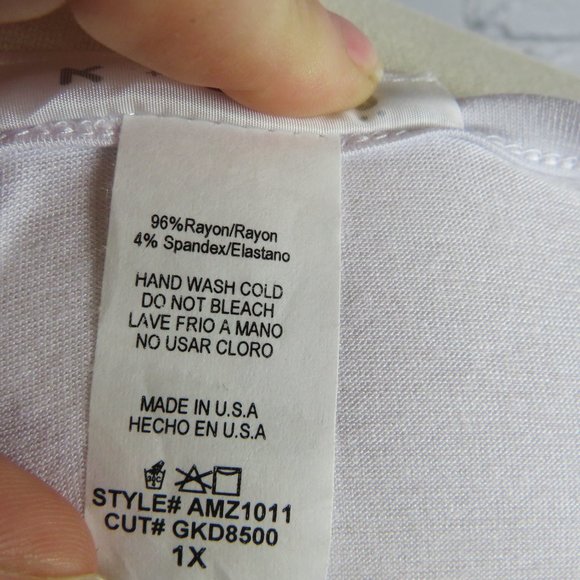 96%Rayon/Rayon
4% Spandex/Elastano
HAND WASH COLD
DO NOT BLEACH
LAVE FRIO A MANO
NO USAR CLORO
MADE IN U.S.A
HECHO EN U.S.A
STYLE# AMZ1011
CUT# GKD8500
1X